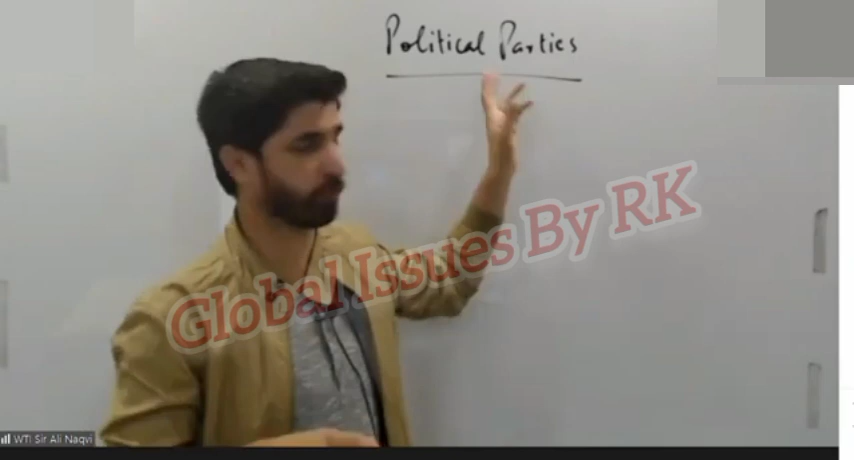 Political Parties
Global Issues By RK
WTI Sir Ali Naqvi